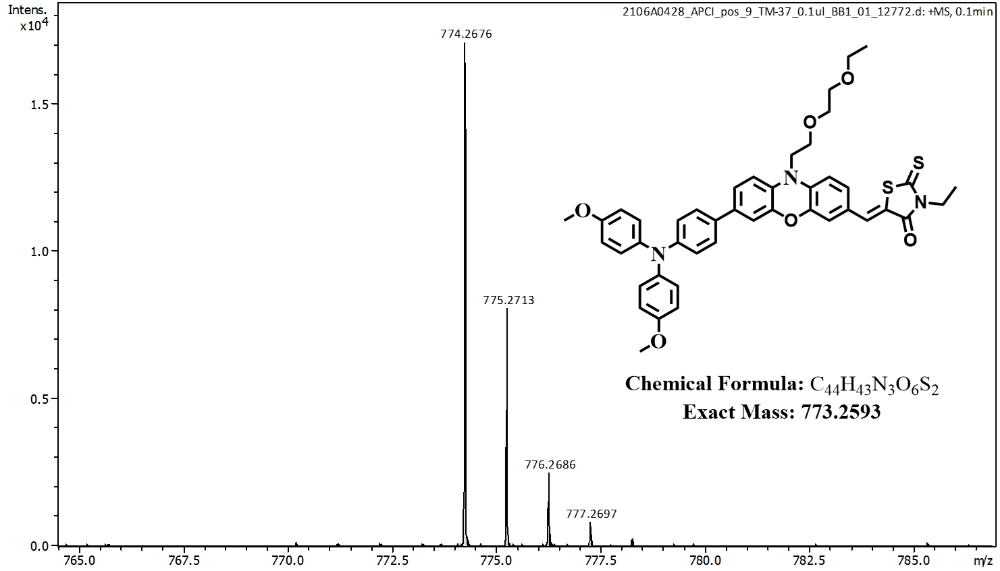 Intens.
x10⁴
2106A0428_APCI_pos_9_TM-37_0.1ul_BB1_01_12772.d: +MS, 0.1min
774.2676
1.5
775.2713
1.0
776.2686
0.5
777.2697
0.0
765.0 767.5 770.0 772.5 775.0 777.5 780.0 782.5 785.0 m/z
O
O
N
S
S
N
O
O
O
N
O
Chemical Formula: C₄₄H₄₃N₃O₆S₂
Exact Mass: 773.2593